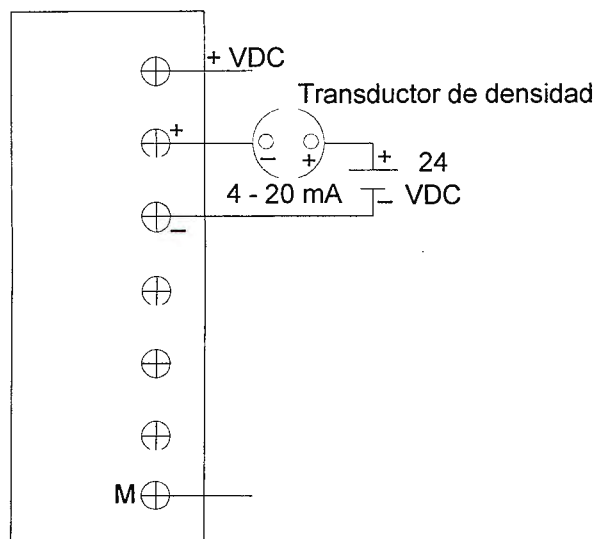 + VDC
Transductor de densidad
+
− +
+ 24
4 - 20 mA
− VDC
−
M